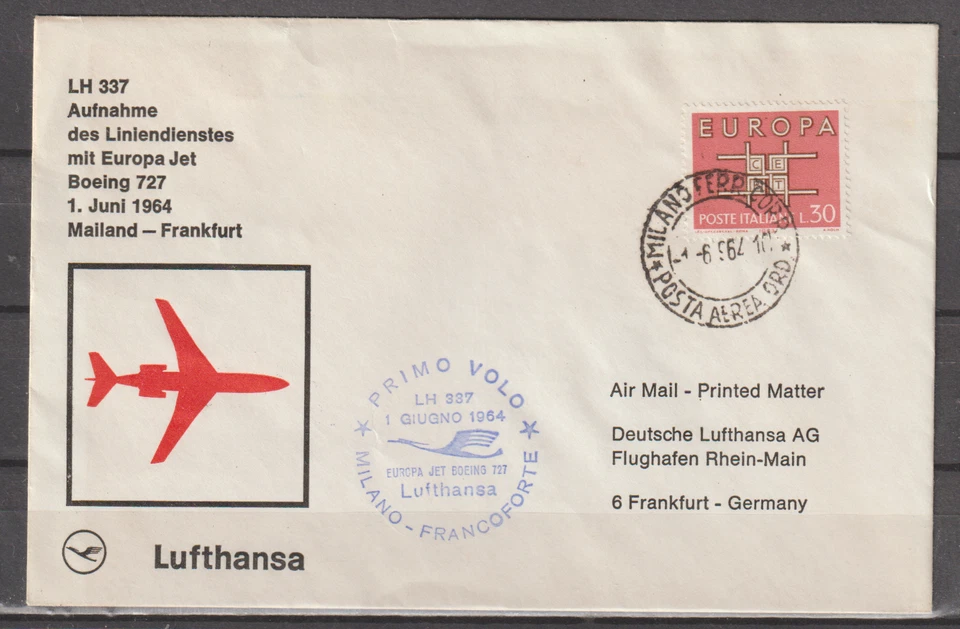 LH 337
Aufnahme
des Liniendienstes
mit Europa Jet
Boeing 727
1. Juni 1964
Mailand – Frankfurt
EUROPA
CEPT
POSTE ITALIANE L.30
MILANO FERR.
-1 -6 964
POSTA AEREA ORD.
PRIMO VOLO
LH 337
1 GIUGNO 1964
EUROPA JET BOEING 727
Lufthansa
MILANO - FRANCOFORTE
Air Mail - Printed Matter
Deutsche Lufthansa AG
Flughafen Rhein-Main
6 Frankfurt - Germany
Lufthansa